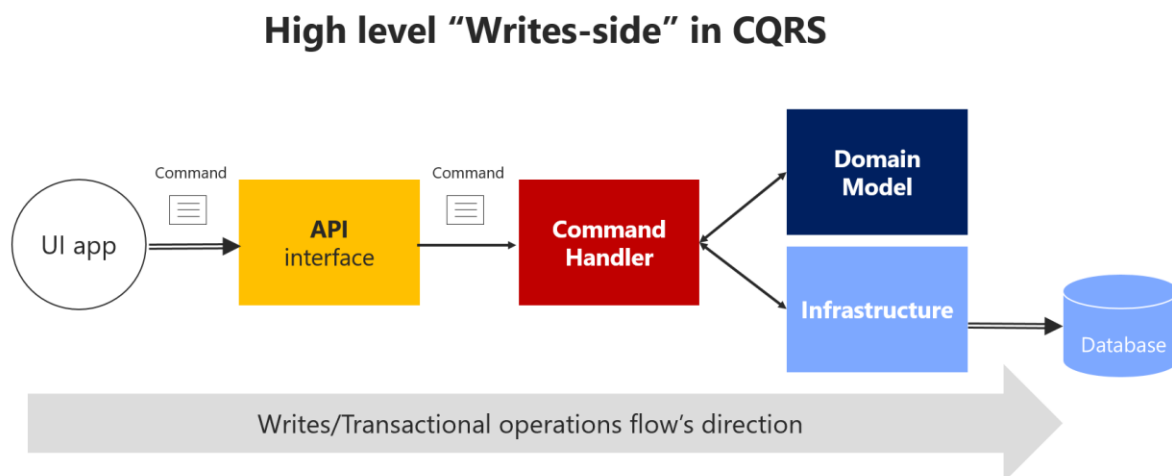 High level “Writes-side” in CQRS
Command
Command
UI app
API
interface
Command
Handler
Domain
Model
Infrastructure
Database
Writes/Transactional operations flow’s direction